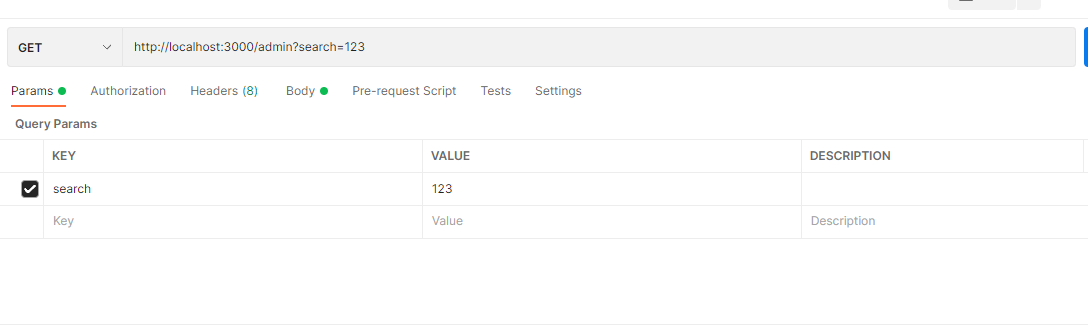 GET http://localhost:3000/admin?search=123
Params Authorization Headers (8) Body Pre-request Script Tests Settings
Query Params
KEY VALUE DESCRIPTION
search 123
Key Value Description